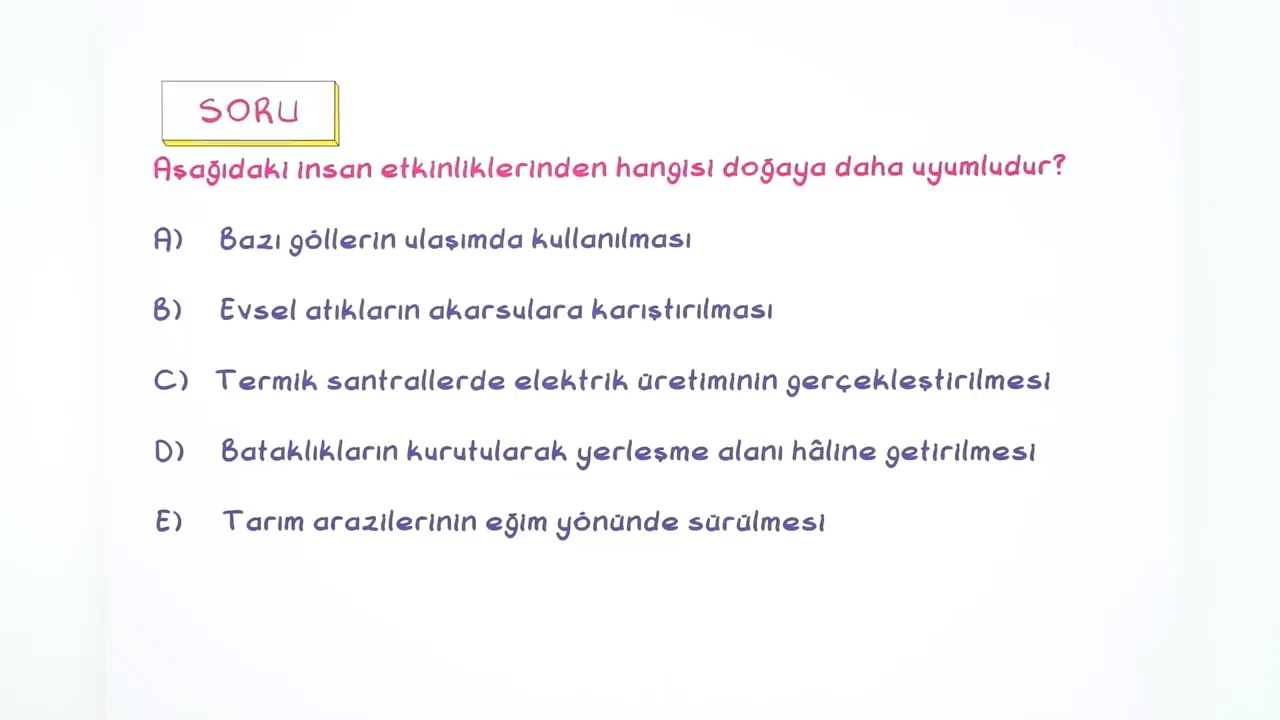 SORU
Aşağıdaki insan etkinliklerinden hangisi doğaya daha uyumludur?
A) Bazı göllerin ulaşımda kullanılması
B) Evsel atıkların akarsulara karıştırılması
C) Termik santrallerde elektrik üretiminin gerçekleştirilmesi
D) Bataklıkların kurutularak yerleşme alanı hâline getirilmesi
E) Tarım arazilerinin eğim yönünde sürülmesi